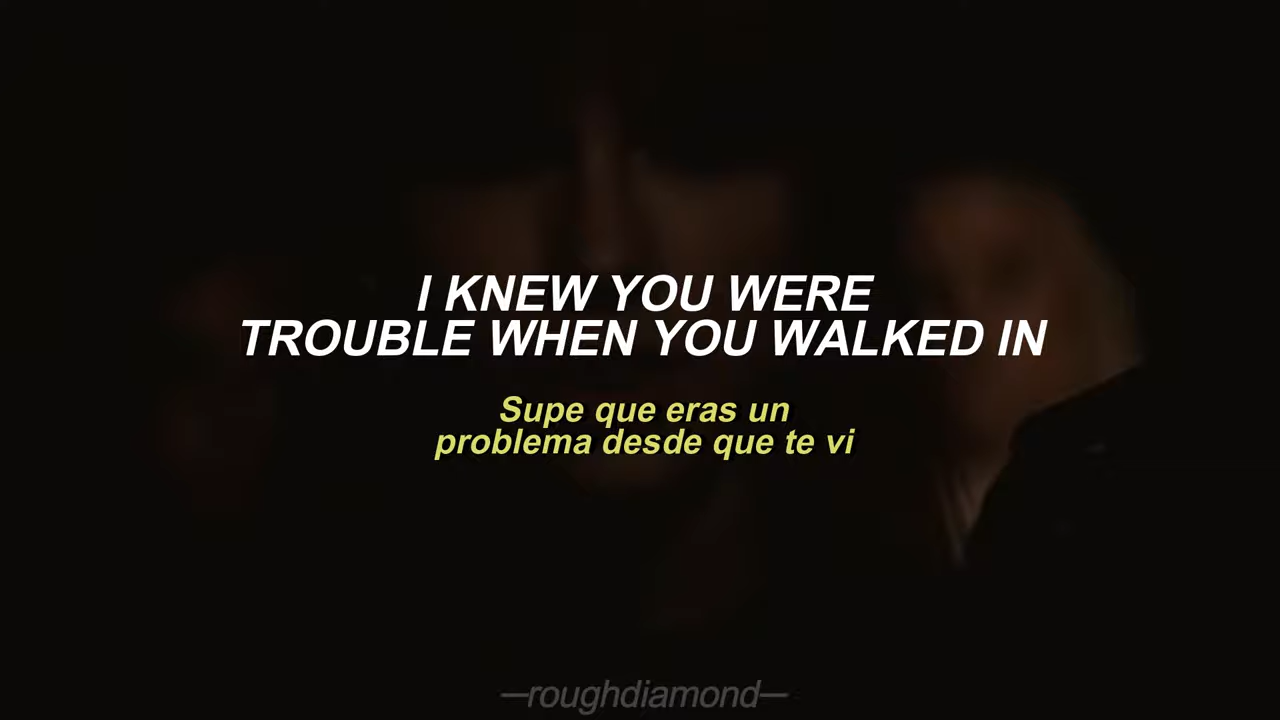 I KNEW YOU WERE
TROUBLE WHEN YOU WALKED IN
Supe que eras un
problema desde que te vi
—roughdiamond—